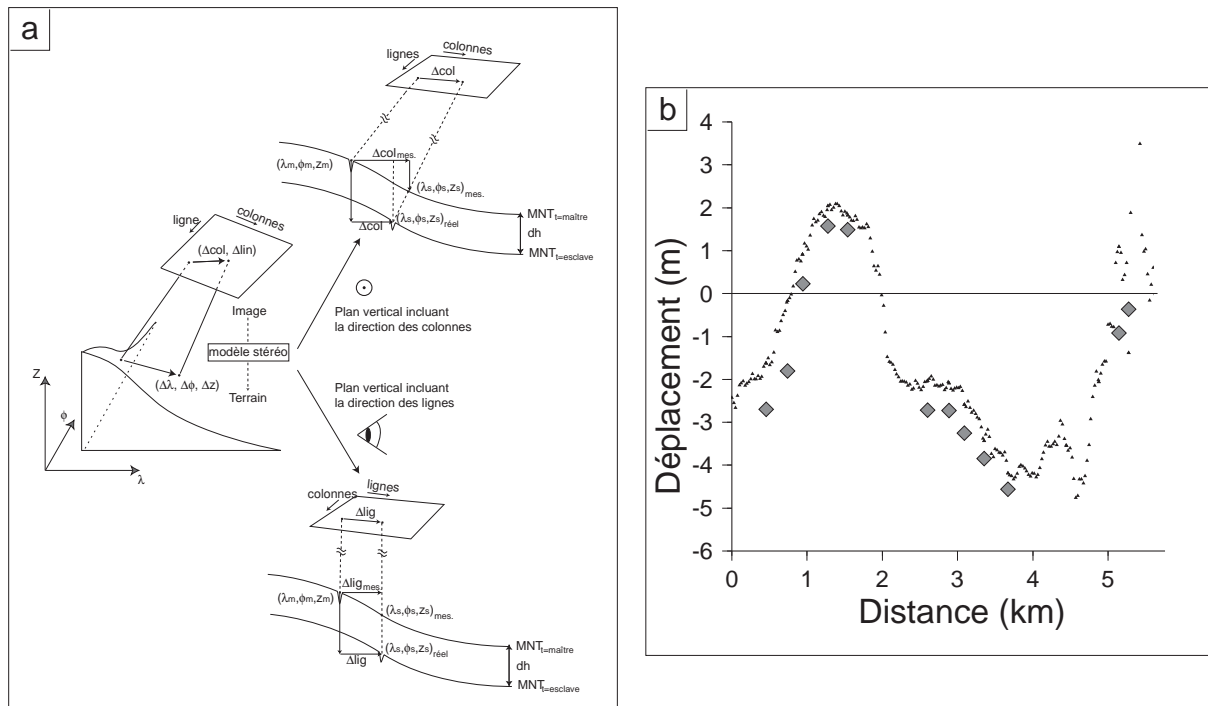 a
lignes
colonnes
Δcol
Δcolmes.
(λm,ϕm,zm)
(λs,ϕs,zs)mes.
MNTt=maître
(λs,ϕs,zs)réel
Δcol
dh
MNTt=esclave
ligne
colonnes
(Δcol, Δlin)
Image
modèle stéréo
Terrain
(Δλ, Δϕ, Δz)
Z
ϕ
λ
Plan vertical incluant
la direction des colonnes
Plan vertical incluant
la direction des lignes
colonnes
lignes
Δlig
Δligmes.
(λm,ϕm,zm)
(λs,ϕs,zs)mes.
MNTt=maître
(λs,ϕs,zs)réel
Δlig
dh
MNTt=esclave
b
Déplacement (m)
4
3
2
1
0
-1
-2
-3
-4
-5
-6
0 1 2 3 4 5
Distance (km)